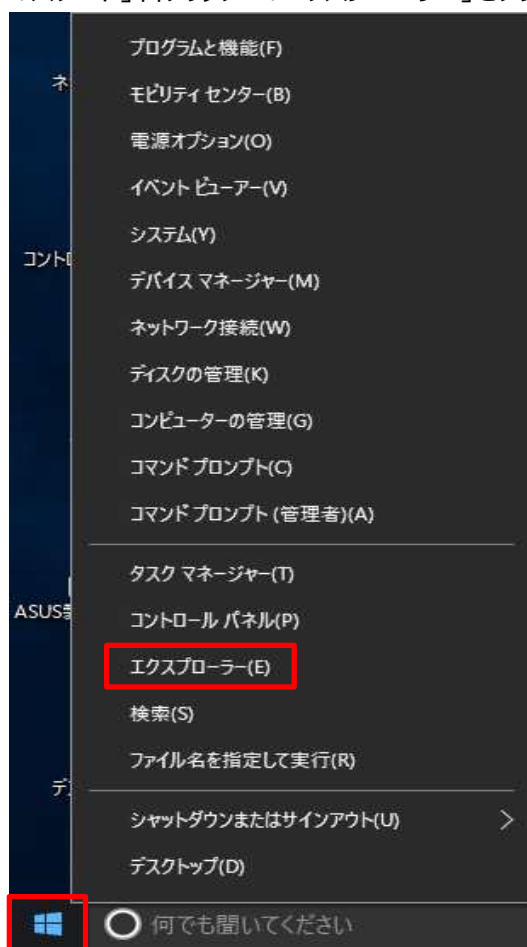 プログラムと機能(F)
ネ
モビリティ センター(B)
電源オプション(O)
イベント ビューアー(V)
システム(Y)
コントロ
デバイス マネージャー(M)
ネットワーク接続(W)
ディスクの管理(K)
コンピューターの管理(G)
コマンド プロンプト(C)
コマンド プロンプト (管理者)(A)
タスク マネージャー(T)
ASUS
コントロール パネル(P)
エクスプローラー(E)
検索(S)
ファイル名を指定して実行(R)
デ
シャットダウンまたはサインアウト(U)
デスクトップ(D)
何でも聞いてください